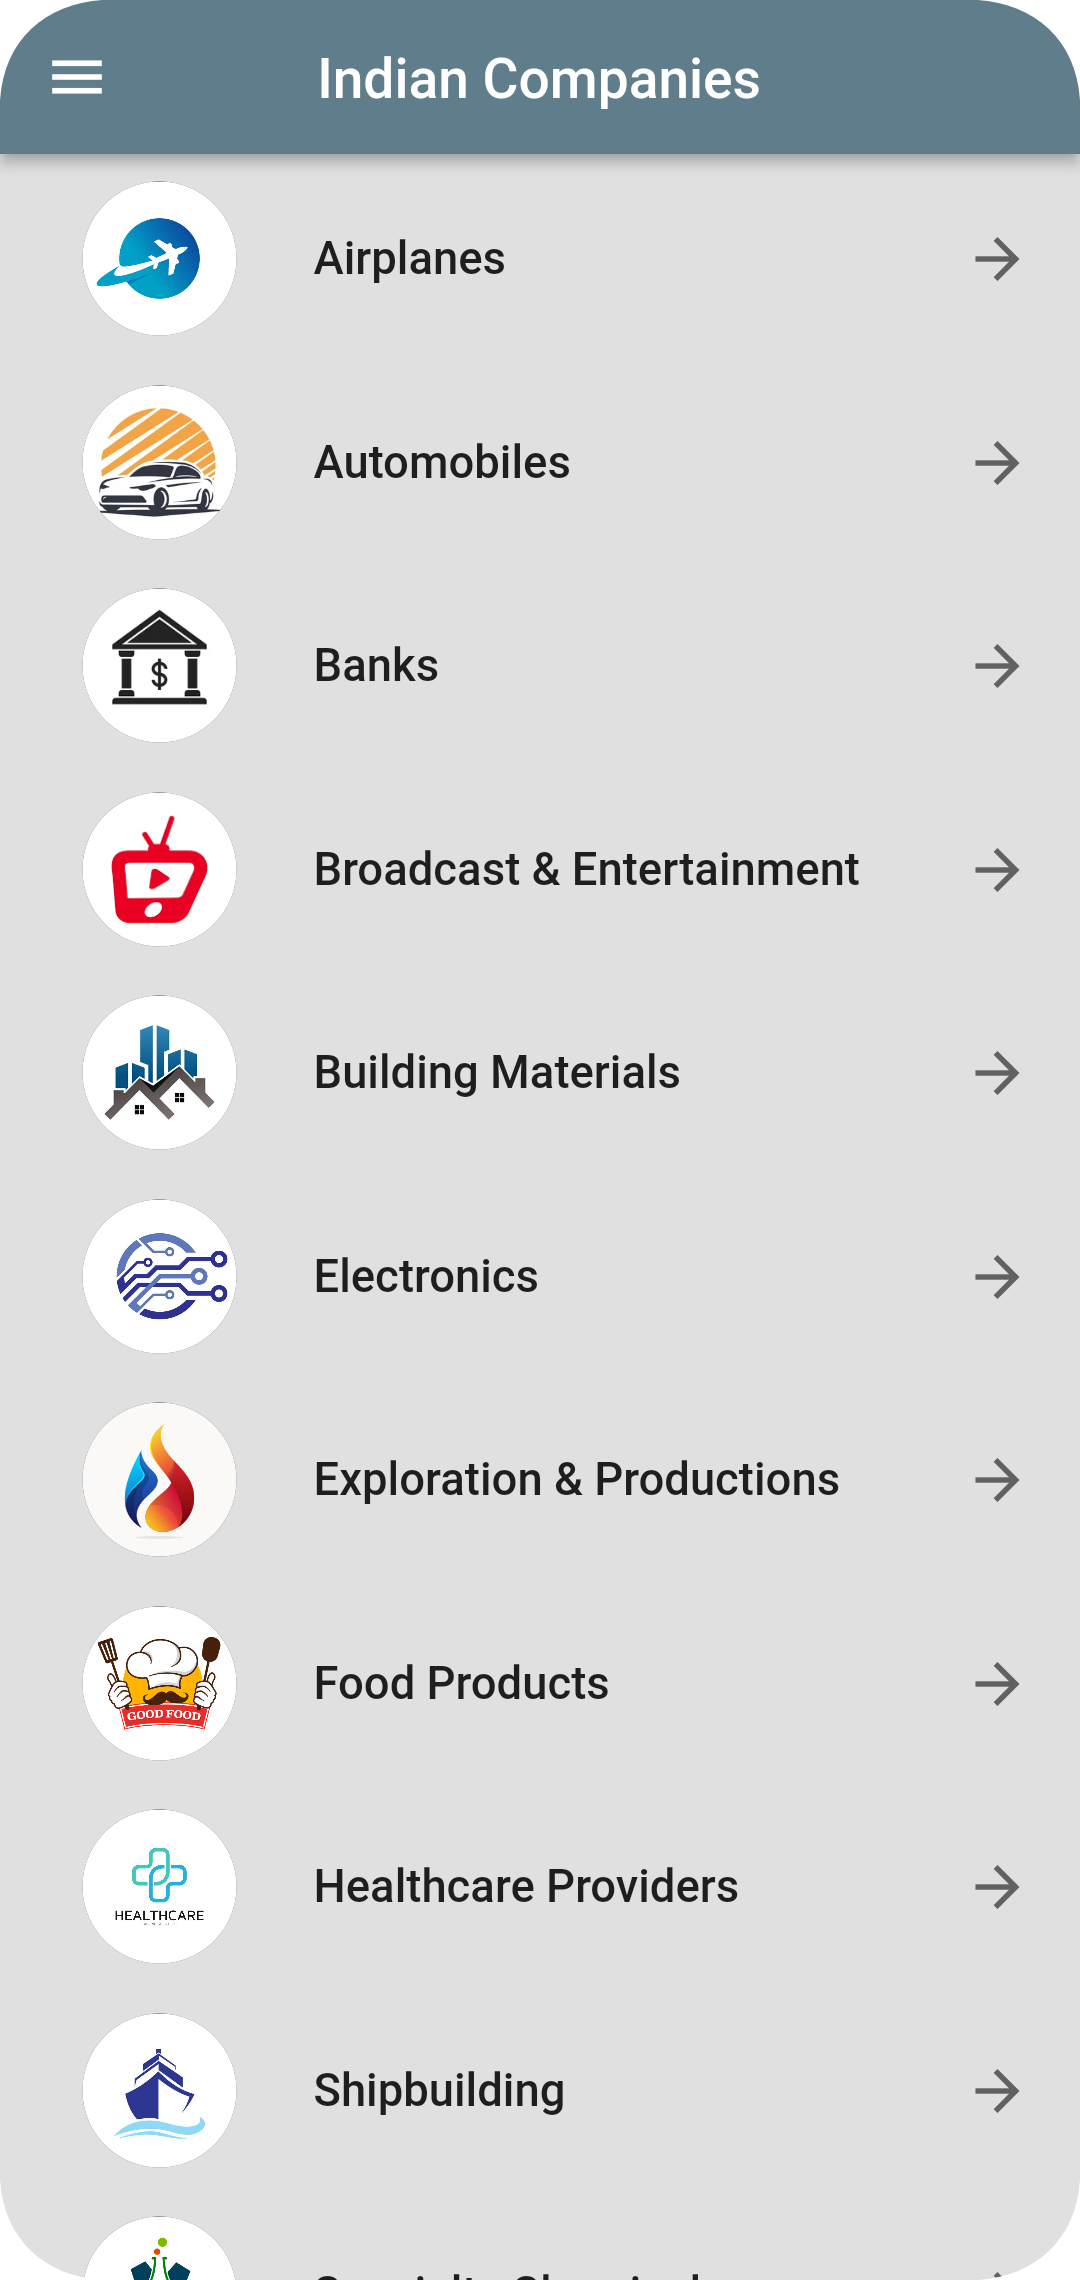 Indian Companies
Airplanes
Automobiles
$
Banks
Broadcast & Entertainment
Building Materials
Electronics
Exploration & Productions
GOOD FOOD
Food Products
HEALTHCARE
Healthcare Providers
Shipbuilding